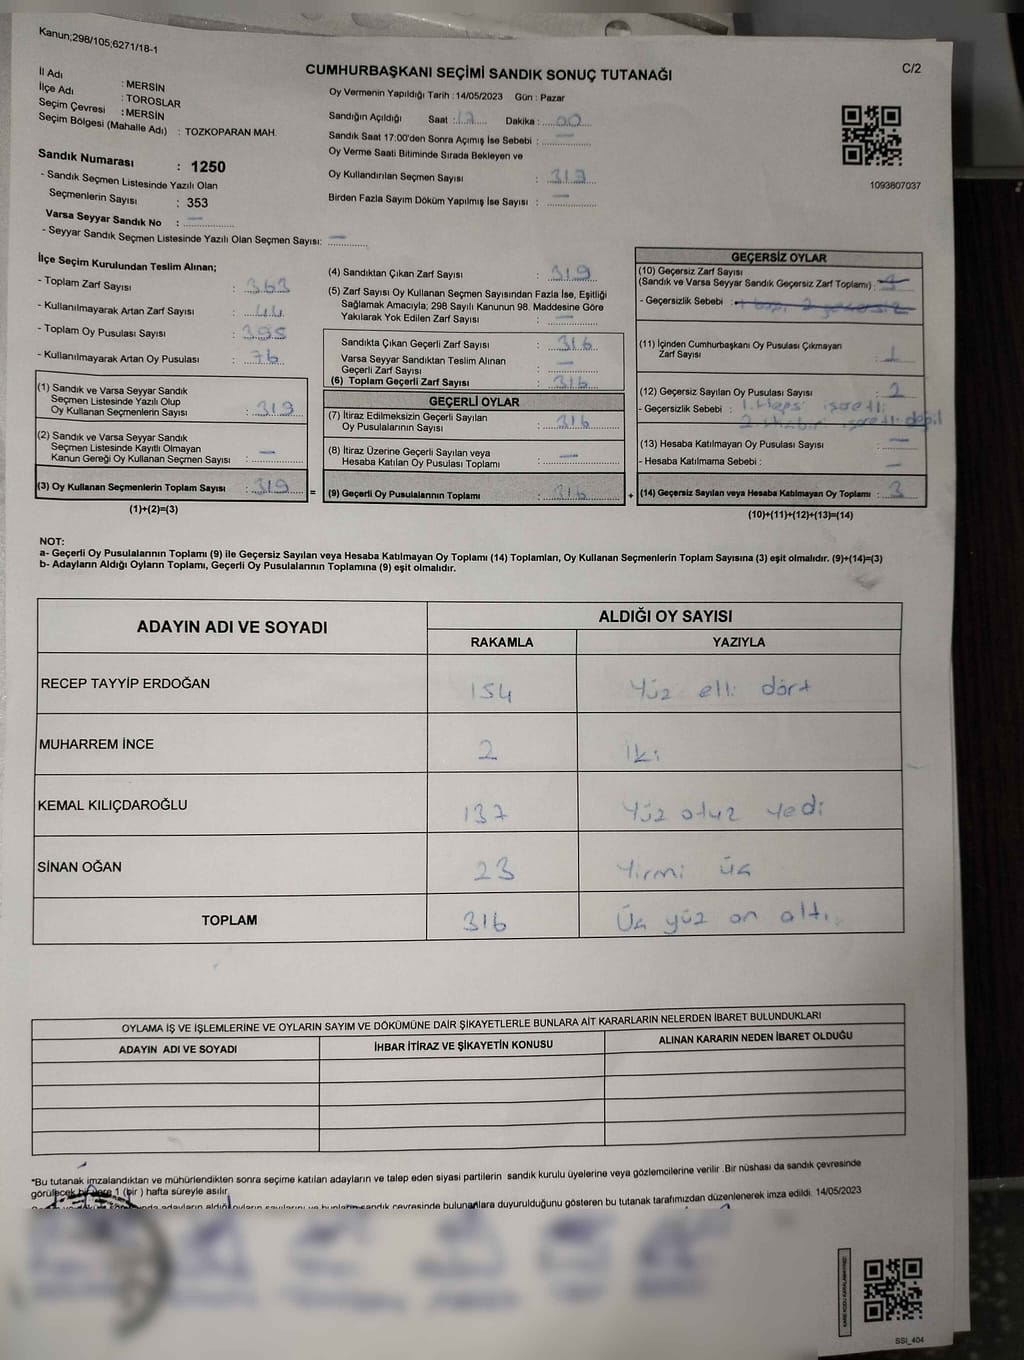 Kanun;298/105;6271/18-1
C/2
CUMHURBAŞKANI SEÇİMİ SANDIK SONUÇ TUTANAĞI
İl Adı : MERSİN
İlçe Adı : TOROSLAR
Seçim Çevresi : MERSİN
Seçim Bölgesi (Mahalle Adı) : TOZKOPARAN MAH.
Oy Vermenin Yapıldığı Tarih : 14/05/2023 Gün : Pazar
Sandığın Açıldığı Saat : 17 Dakika : 00
Sandık Saat 17:00'den Sonra Açımış İse Sebebi : —
Oy Verme Saati Bitiminde Sırada Bekleyen ve
Oy Kullandırılan Seçmen Sayısı : 319
Birden Fazla Sayım Döküm Yapılmış İse Sayısı : —
1093807037
Sandık Numarası : 1250
- Sandık Seçmen Listesinde Yazılı Olan
Seçmenlerin Sayısı : 353
Varsa Seyyar Sandık No : —
- Seyyar Sandık Seçmen Listesinde Yazılı Olan Seçmen Sayısı: —
İlçe Seçim Kurulundan Teslim Alınan;
- Toplam Zarf Sayısı : 363
- Kullanılmayarak Artan Zarf Sayısı : 44
- Toplam Oy Pusulası Sayısı : 395
- Kullanılmayarak Artan Oy Pusulası : 76
(1) Sandık ve Varsa Seyyar Sandık
Seçmen Listesinde Yazılı Olup
Oy Kullanan Seçmenlerin Sayısı : 319
(2) Sandık ve Varsa Seyyar Sandık
Seçmen Listesinde Kayıtlı Olmayan
Kanun Gereği Oy Kullanan Seçmen Sayısı : —
(3) Oy Kullanan Seçmenlerin Toplam Sayısı : 319
(1)+(2)=(3)
(4) Sandıktan Çıkan Zarf Sayısı : 319
(5) Zarf Sayısı Oy Kullanan Seçmen Sayısından Fazla İse, Eşitliği
Sağlamak Amacıyla; 298 Sayılı Kanunun 98. Maddesine Göre
Yakılarak Yok Edilen Zarf Sayısı : —
Sandıkta Çıkan Geçerli Zarf Sayısı : 316
Varsa Seyyar Sandıktan Teslim Alınan
Geçerli Zarf Sayısı : —
(6) Toplam Geçerli Zarf Sayısı : 316
GEÇERLİ OYLAR
(7) İtiraz Edilmeksizin Geçerli Sayılan
Oy Pusulalarının Sayısı : 316
(8) İtiraz Üzerine Geçerli Sayılan veya
Hesaba Katılan Oy Pusulası Toplamı : —
= (9) Geçerli Oy Pusulalarının Toplamı : 316
GEÇERSİZ OYLAR
(10) Geçersiz Zarf Sayısı
(Sandık ve Varsa Seyyar Sandık Geçersiz Zarf Toplamı) : 3
- Geçersizlik Sebebi :
(11) İçinden Cumhurbaşkanı Oy Pusulası Çıkmayan
Zarf Sayısı : 1
(12) Geçersiz Sayılan Oy Pusulası Sayısı : 2
- Geçersizlik Sebebi : 1. Hepsi işaretli
2. Hiçbiri işaretli değil
(13) Hesaba Katılmayan Oy Pusulası Sayısı : —
- Hesaba Katılmama Sebebi : —
+ (14) Geçersiz Sayılan veya Hesaba Katılmayan Oy Toplamı : 3
(10)+(11)+(12)+(13)=(14)
NOT:
a- Geçerli Oy Pusulalarının Toplamı (9) ile Geçersiz Sayılan veya Hesaba Katılmayan Oy Toplamı (14) Toplamları, Oy Kullanan Seçmenlerin Toplam Sayısına (3) eşit olmalıdır. (9)+(14)=(3)
b- Adayların Aldığı Oyların Toplamı, Geçerli Oy Pusulalarının Toplamına (9) eşit olmalıdır.
ADAYIN ADI VE SOYADI ALDIĞI OY SAYISI
RAKAMLA YAZIYLA
RECEP TAYYİP ERDOĞAN 154 Yüz elli dört
MUHARREM İNCE 2 İki
KEMAL KILIÇDAROĞLU 137 Yüz otuz yedi
SİNAN OĞAN 23 Yirmi üç
TOPLAM 316 Üç yüz on altı
OYLAMA İŞ VE İŞLEMLERİNE VE OYLARIN SAYIM VE DÖKÜMÜNE DAİR ŞİKAYETLERLE BUNLARA AİT KARARLARIN NELERDEN İBARET BULUNDUKLARI
ADAYIN ADI VE SOYADI İHBAR İTİRAZ VE ŞİKAYETİN KONUSU ALINAN KARARIN NEDEN İBARET OLDUĞU
*Bu tutanak imzalandıktan ve mühürlendikten sonra seçime katılan adayların ve talep eden siyasi partilerin sandık kurulu üyelerine veya gözlemcilerine verilir .Bir nüshası da sandık çevresinde
görülecek bir yere 1 (bir ) hafta süreyle asılır.
adayların aldığı oyların sayılarını ve bunların sandık çevresinde bulunanlara duyurulduğunu gösteren bu tutanak tarafımızdan düzenlenerek imza edildi. 14/05/2023
SSI_404